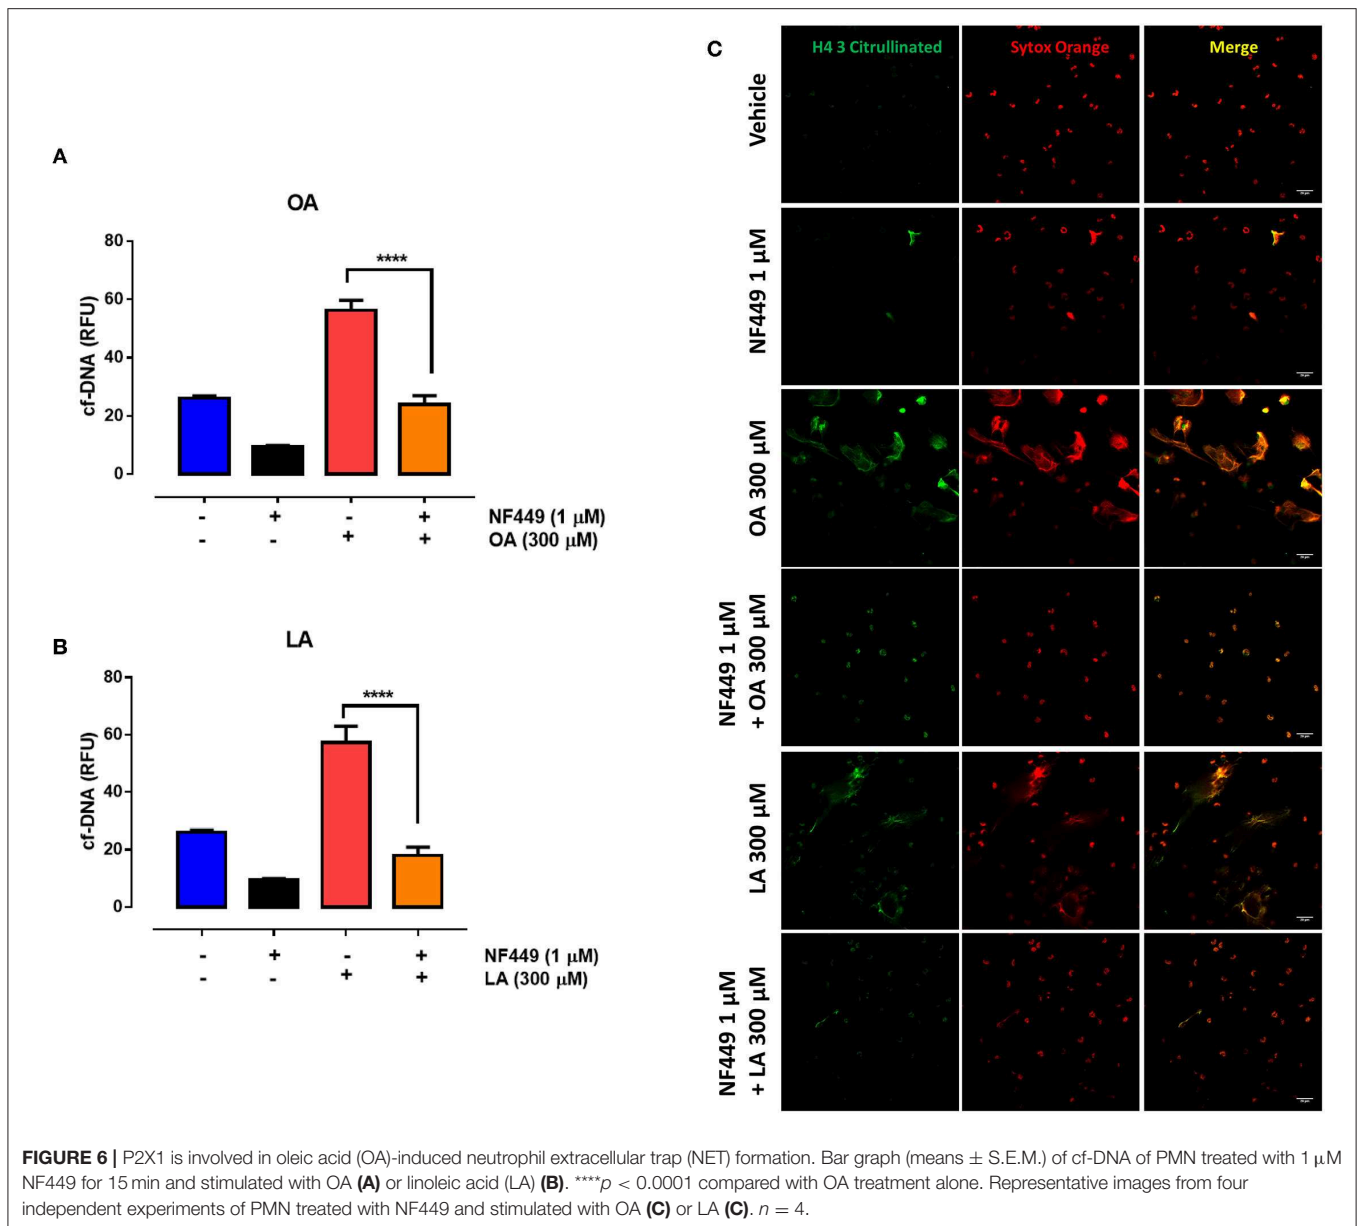 A
OA
80
60
40
20
0
cf-DNA (RFU)
****
- + - + NF449 (1 μM)
- - + + OA (300 μM)
B
LA
80
60
40
20
0
cf-DNA (RFU)
****
- + - + NF449 (1 μM)
- - + + LA (300 μM)
C
H4 3 Citrullinated Sytox Orange Merge
Vehicle
NF449 1 μM
OA 300 μM
NF449 1 μM
+ OA 300 μM
LA 300 μM
NF449 1 μM
+ LA 300 μM
FIGURE 6 | P2X1 is involved in oleic acid (OA)-induced neutrophil extracellular trap (NET) formation. Bar graph (means ± S.E.M.) of cf-DNA of PMN treated with 1 μM
NF449 for 15 min and stimulated with OA (A) or linoleic acid (LA) (B). ****p < 0.0001 compared with OA treatment alone. Representative images from four
independent experiments of PMN treated with NF449 and stimulated with OA (C) or LA (C). n = 4.